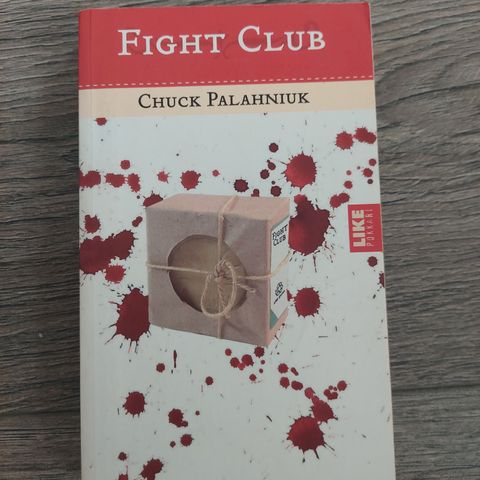 FIGHT CLUB
CHUCK PALAHNIUK
FIGHT
CLUB
LIKE
POKKARI